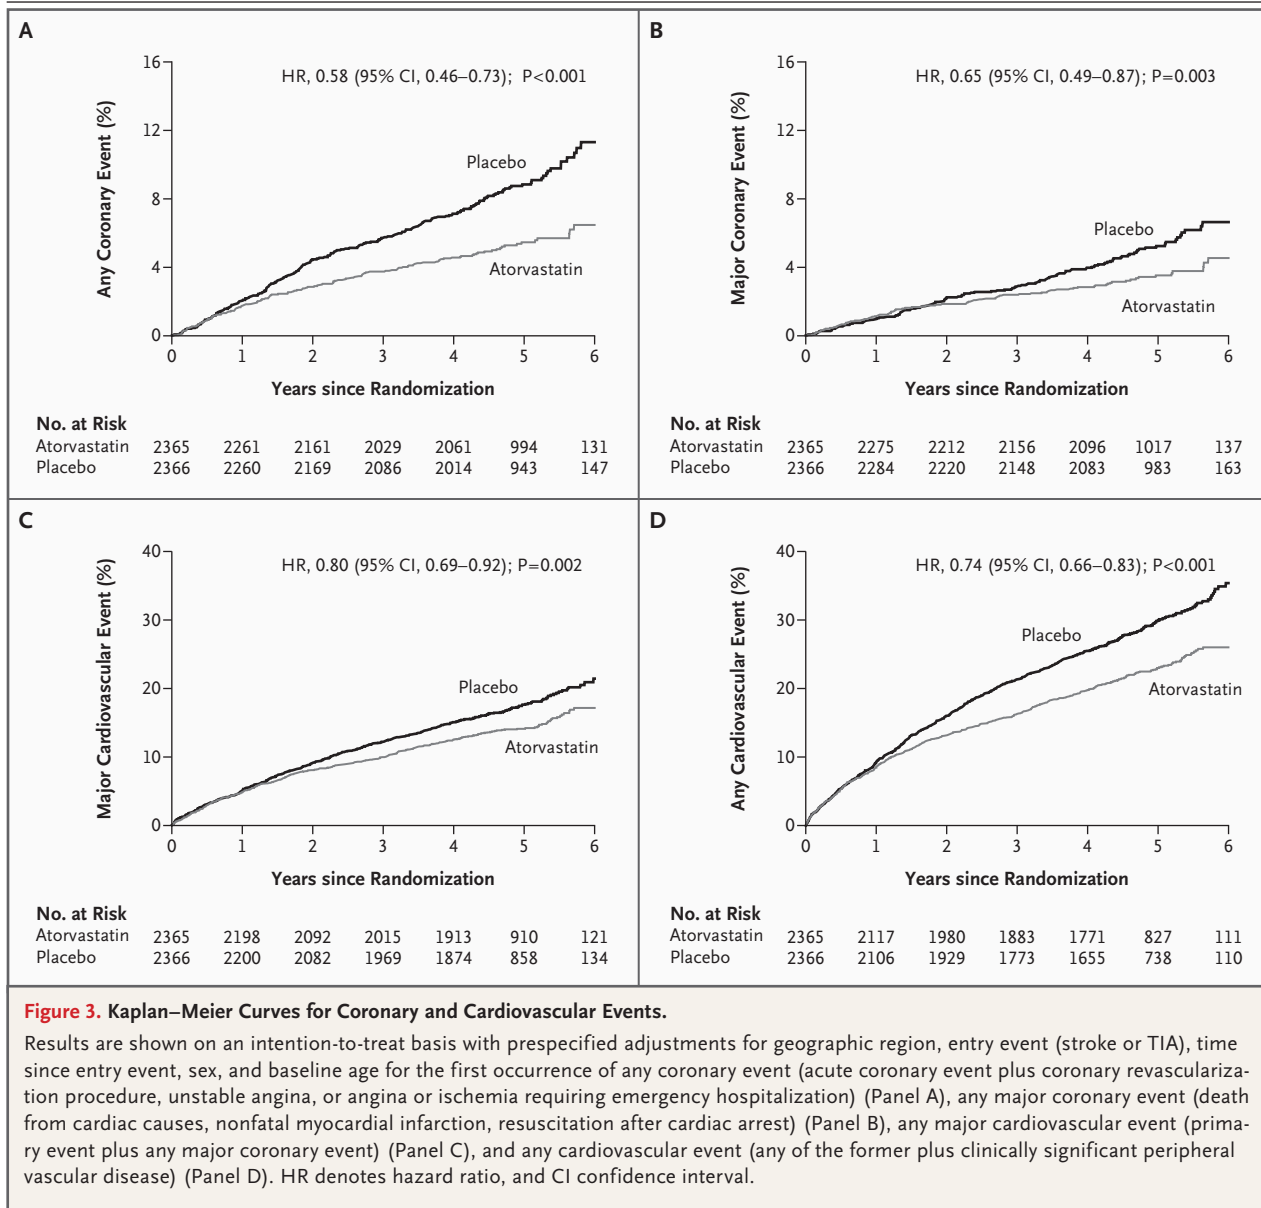 A
HR, 0.58 (95% CI, 0.46–0.73); P<0.001
Any Coronary Event (%)
16
12
8
4
0
Placebo
Atorvastatin
0 1 2 3 4 5 6
Years since Randomization
No. at Risk
Atorvastatin 2365 2261 2161 2029 2061 994 131
Placebo 2366 2260 2169 2086 2014 943 147
B
HR, 0.65 (95% CI, 0.49–0.87); P=0.003
Major Coronary Event (%)
16
12
8
4
0
Placebo
Atorvastatin
0 1 2 3 4 5 6
Years since Randomization
No. at Risk
Atorvastatin 2365 2275 2212 2156 2096 1017 137
Placebo 2366 2284 2220 2148 2083 983 163
C
HR, 0.80 (95% CI, 0.69–0.92); P=0.002
Major Cardiovascular Event (%)
40
30
20
10
0
Placebo
Atorvastatin
0 1 2 3 4 5 6
Years since Randomization
No. at Risk
Atorvastatin 2365 2198 2092 2015 1913 910 121
Placebo 2366 2200 2082 1969 1874 858 134
D
HR, 0.74 (95% CI, 0.66–0.83); P<0.001
Any Cardiovascular Event (%)
40
30
20
10
0
Placebo
Atorvastatin
0 1 2 3 4 5 6
Years since Randomization
No. at Risk
Atorvastatin 2365 2117 1980 1883 1771 827 111
Placebo 2366 2106 1929 1773 1655 738 110
Figure 3. Kaplan–Meier Curves for Coronary and Cardiovascular Events.
Results are shown on an intention-to-treat basis with prespecified adjustments for geographic region, entry event (stroke or TIA), time
since entry event, sex, and baseline age for the first occurrence of any coronary event (acute coronary event plus coronary revasculariza-
tion procedure, unstable angina, or angina or ischemia requiring emergency hospitalization) (Panel A), any major coronary event (death
from cardiac causes, nonfatal myocardial infarction, resuscitation after cardiac arrest) (Panel B), any major cardiovascular event (prima-
ry event plus any major coronary event) (Panel C), and any cardiovascular event (any of the former plus clinically significant peripheral
vascular disease) (Panel D). HR denotes hazard ratio, and CI confidence interval.